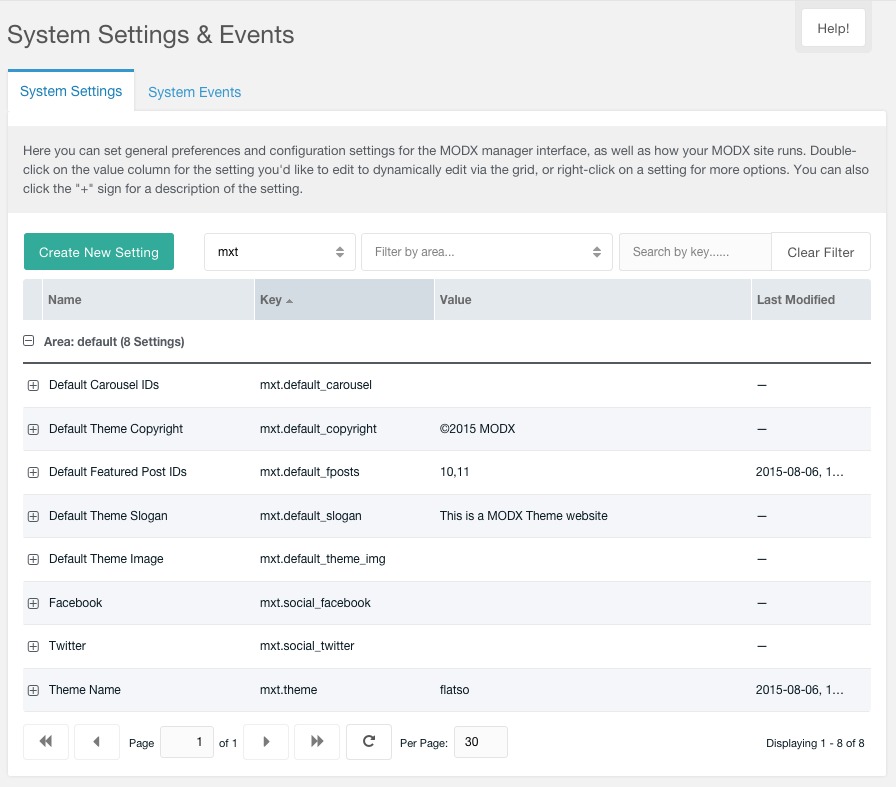 System Settings & Events
Help!
System Settings
System Events
Here you can set general preferences and configuration settings for the MODX manager interface, as well as how your MODX site runs. Double-
click on the value column for the setting you'd like to edit to dynamically edit via the grid, or right-click on a setting for more options. You can also
click the "+" sign for a description of the setting.
Create New Setting
mxt
Filter by area...
Search by key......
Clear Filter
Name Key Value Last Modified
Area: default (8 Settings)
Default Carousel IDs mxt.default_carousel —
Default Theme Copyright mxt.default_copyright ©2015 MODX —
Default Featured Post IDs mxt.default_fposts 10,11 2015-08-06, 1...
Default Theme Slogan mxt.default_slogan This is a MODX Theme website —
Default Theme Image mxt.default_theme_img —
Facebook mxt.social_facebook —
Twitter mxt.social_twitter —
Theme Name mxt.theme flatso 2015-08-06, 1...
Page 1 of 1 Per Page: 30 Displaying 1 - 8 of 8